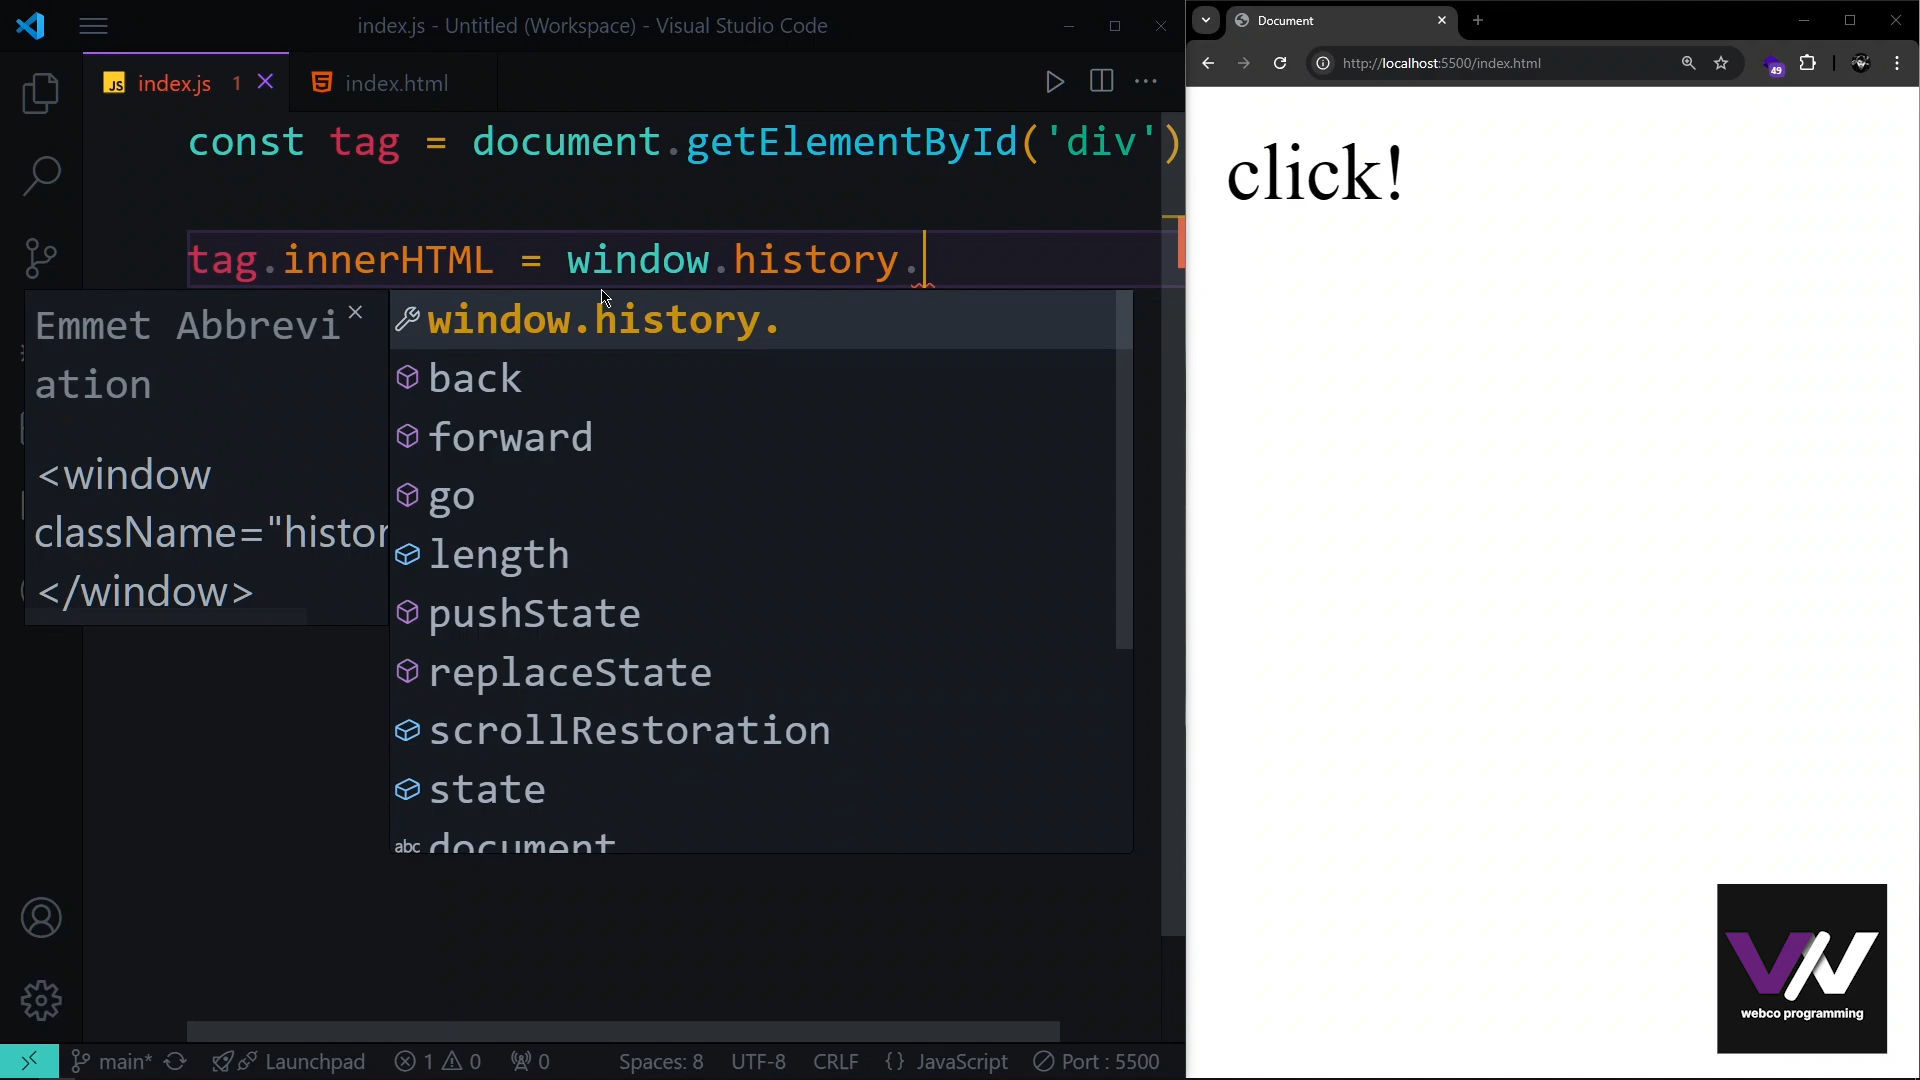 index.js - Untitled (Workspace) - Visual Studio Code
JS index.js 1
index.html
const tag = document.getElementById('div')
tag.innerHTML = window.history.
Emmet Abbrevi
ation
<window
className="histor
</window>
window.history.
back
forward
go
length
pushState
replaceState
scrollRestoration
state
abc document
main*
Launchpad
1
0
0
Spaces: 8
UTF-8
CRLF
{} JavaScript
Port : 5500
Document
http://localhost:5500/index.html
49
click!
webco programming